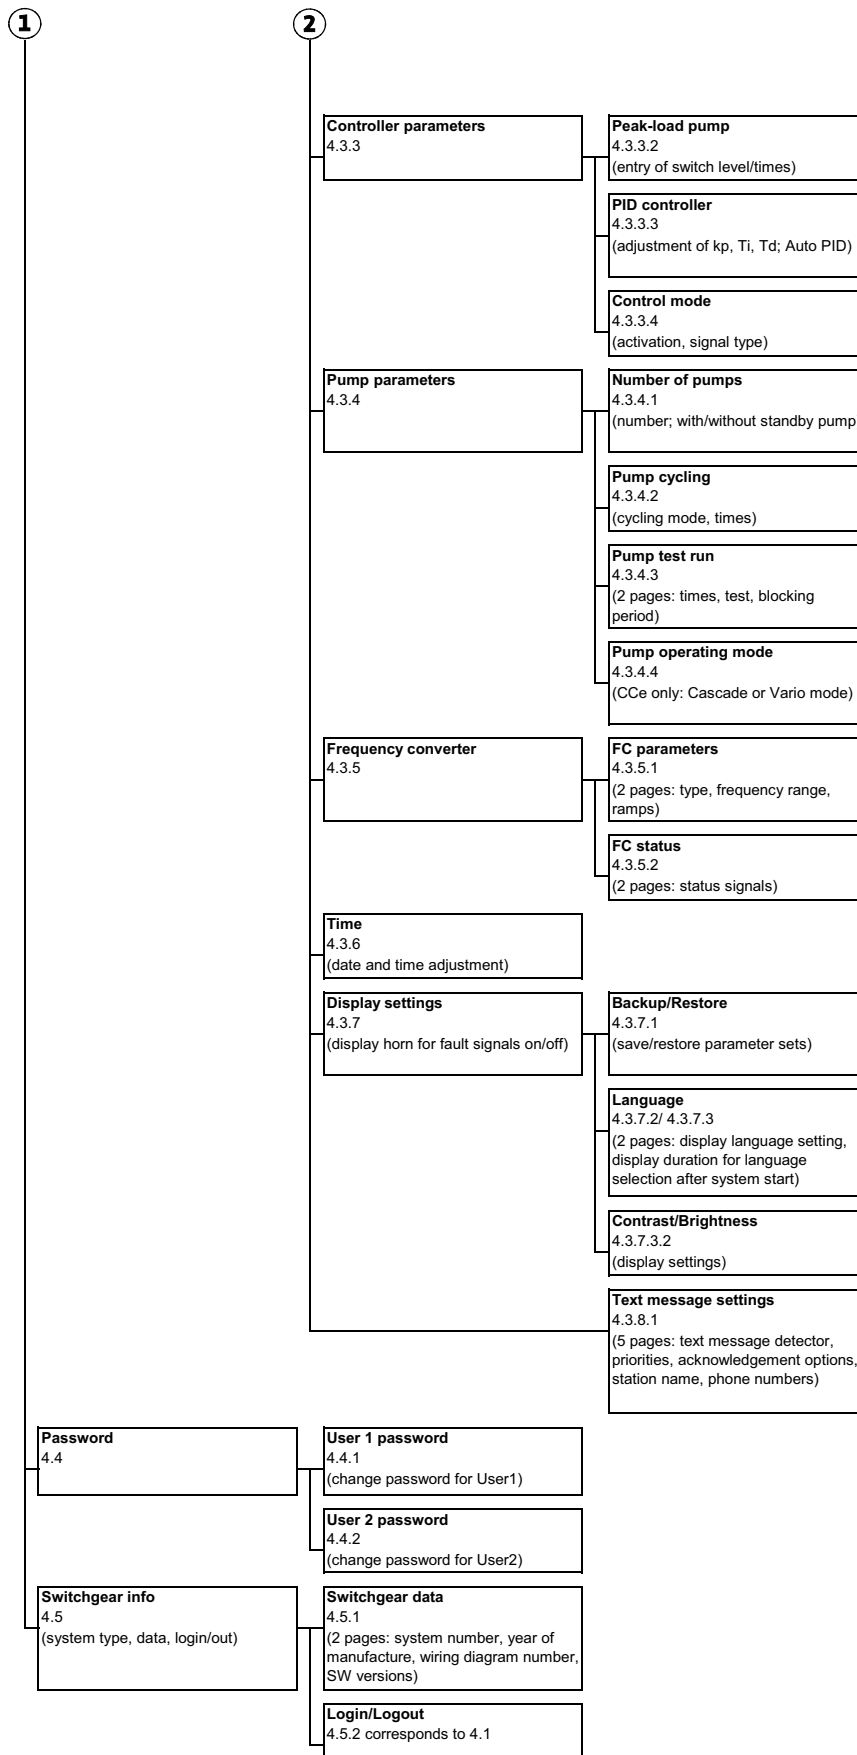 1
2
Controller parameters
4.3.3
Peak-load pump
4.3.3.2
(entry of switch level/times)
PID controller
4.3.3.3
(adjustment of kp, Ti, Td; Auto PID)
Control mode
4.3.3.4
(activation, signal type)
Pump parameters
4.3.4
Number of pumps
4.3.4.1
(number; with/without standby pump
Pump cycling
4.3.4.2
(cycling mode, times)
Pump test run
4.3.4.3
(2 pages: times, test, blocking
period)
Pump operating mode
4.3.4.4
(CCe only: Cascade or Vario mode)
Frequency converter
4.3.5
FC parameters
4.3.5.1
(2 pages: type, frequency range,
ramps)
FC status
4.3.5.2
(2 pages: status signals)
Time
4.3.6
(date and time adjustment)
Display settings
4.3.7
(display horn for fault signals on/off)
Backup/Restore
4.3.7.1
(save/restore parameter sets)
Language
4.3.7.2/ 4.3.7.3
(2 pages: display language setting,
display duration for language
selection after system start)
Contrast/Brightness
4.3.7.3.2
(display settings)
Text message settings
4.3.8.1
(5 pages: text message detector,
priorities, acknowledgement options,
station name, phone numbers)
Password
4.4
User 1 password
4.4.1
(change password for User1)
User 2 password
4.4.2
(change password for User2)
Switchgear info
4.5
(system type, data, login/out)
Switchgear data
4.5.1
(2 pages: system number, year of
manufacture, wiring diagram number,
SW versions)
Login/Logout
4.5.2 corresponds to 4.1